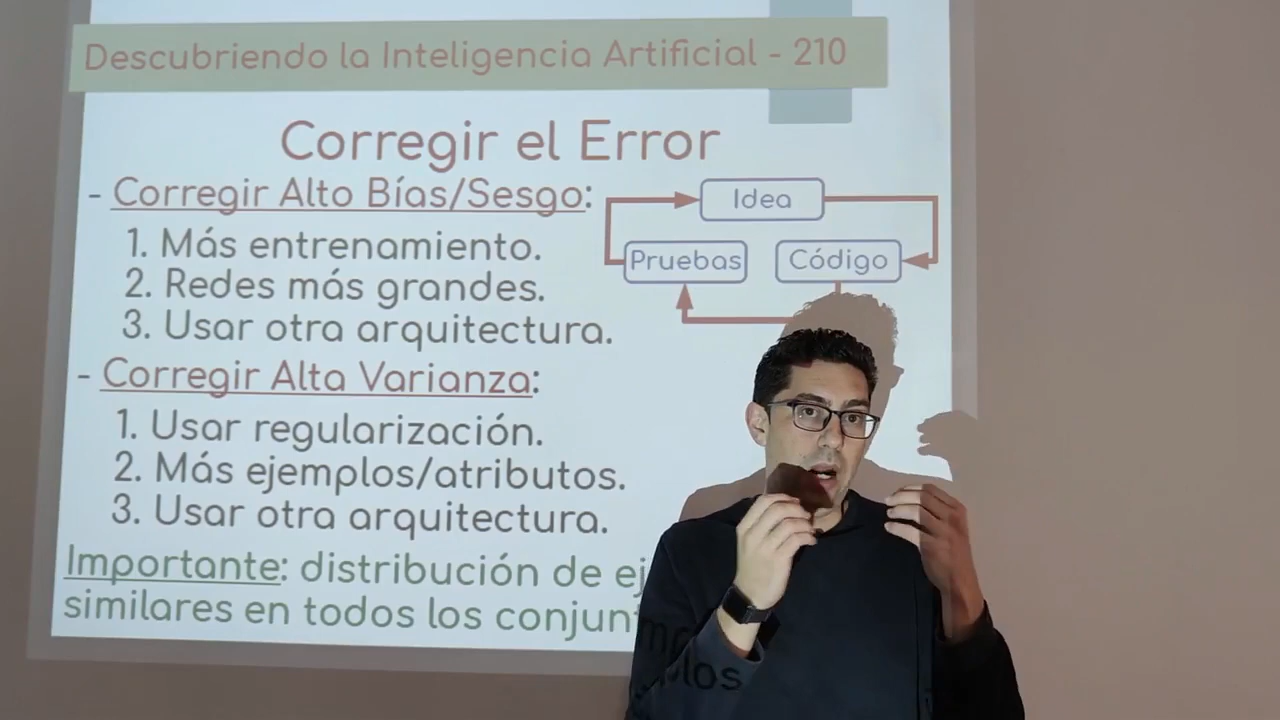 Descubriendo la Inteligencia Artificial - 210
Corregir el Error
- Corregir Alto Bías/Sesgo:
1. Más entrenamiento.
2. Redes más grandes.
3. Usar otra arquitectura.
Idea
Pruebas
Código
- Corregir Alta Varianza:
1. Usar regularización.
2. Más ejemplos/atributos.
3. Usar otra arquitectura.
Importante: distribución de ej
similares en todos los conjun